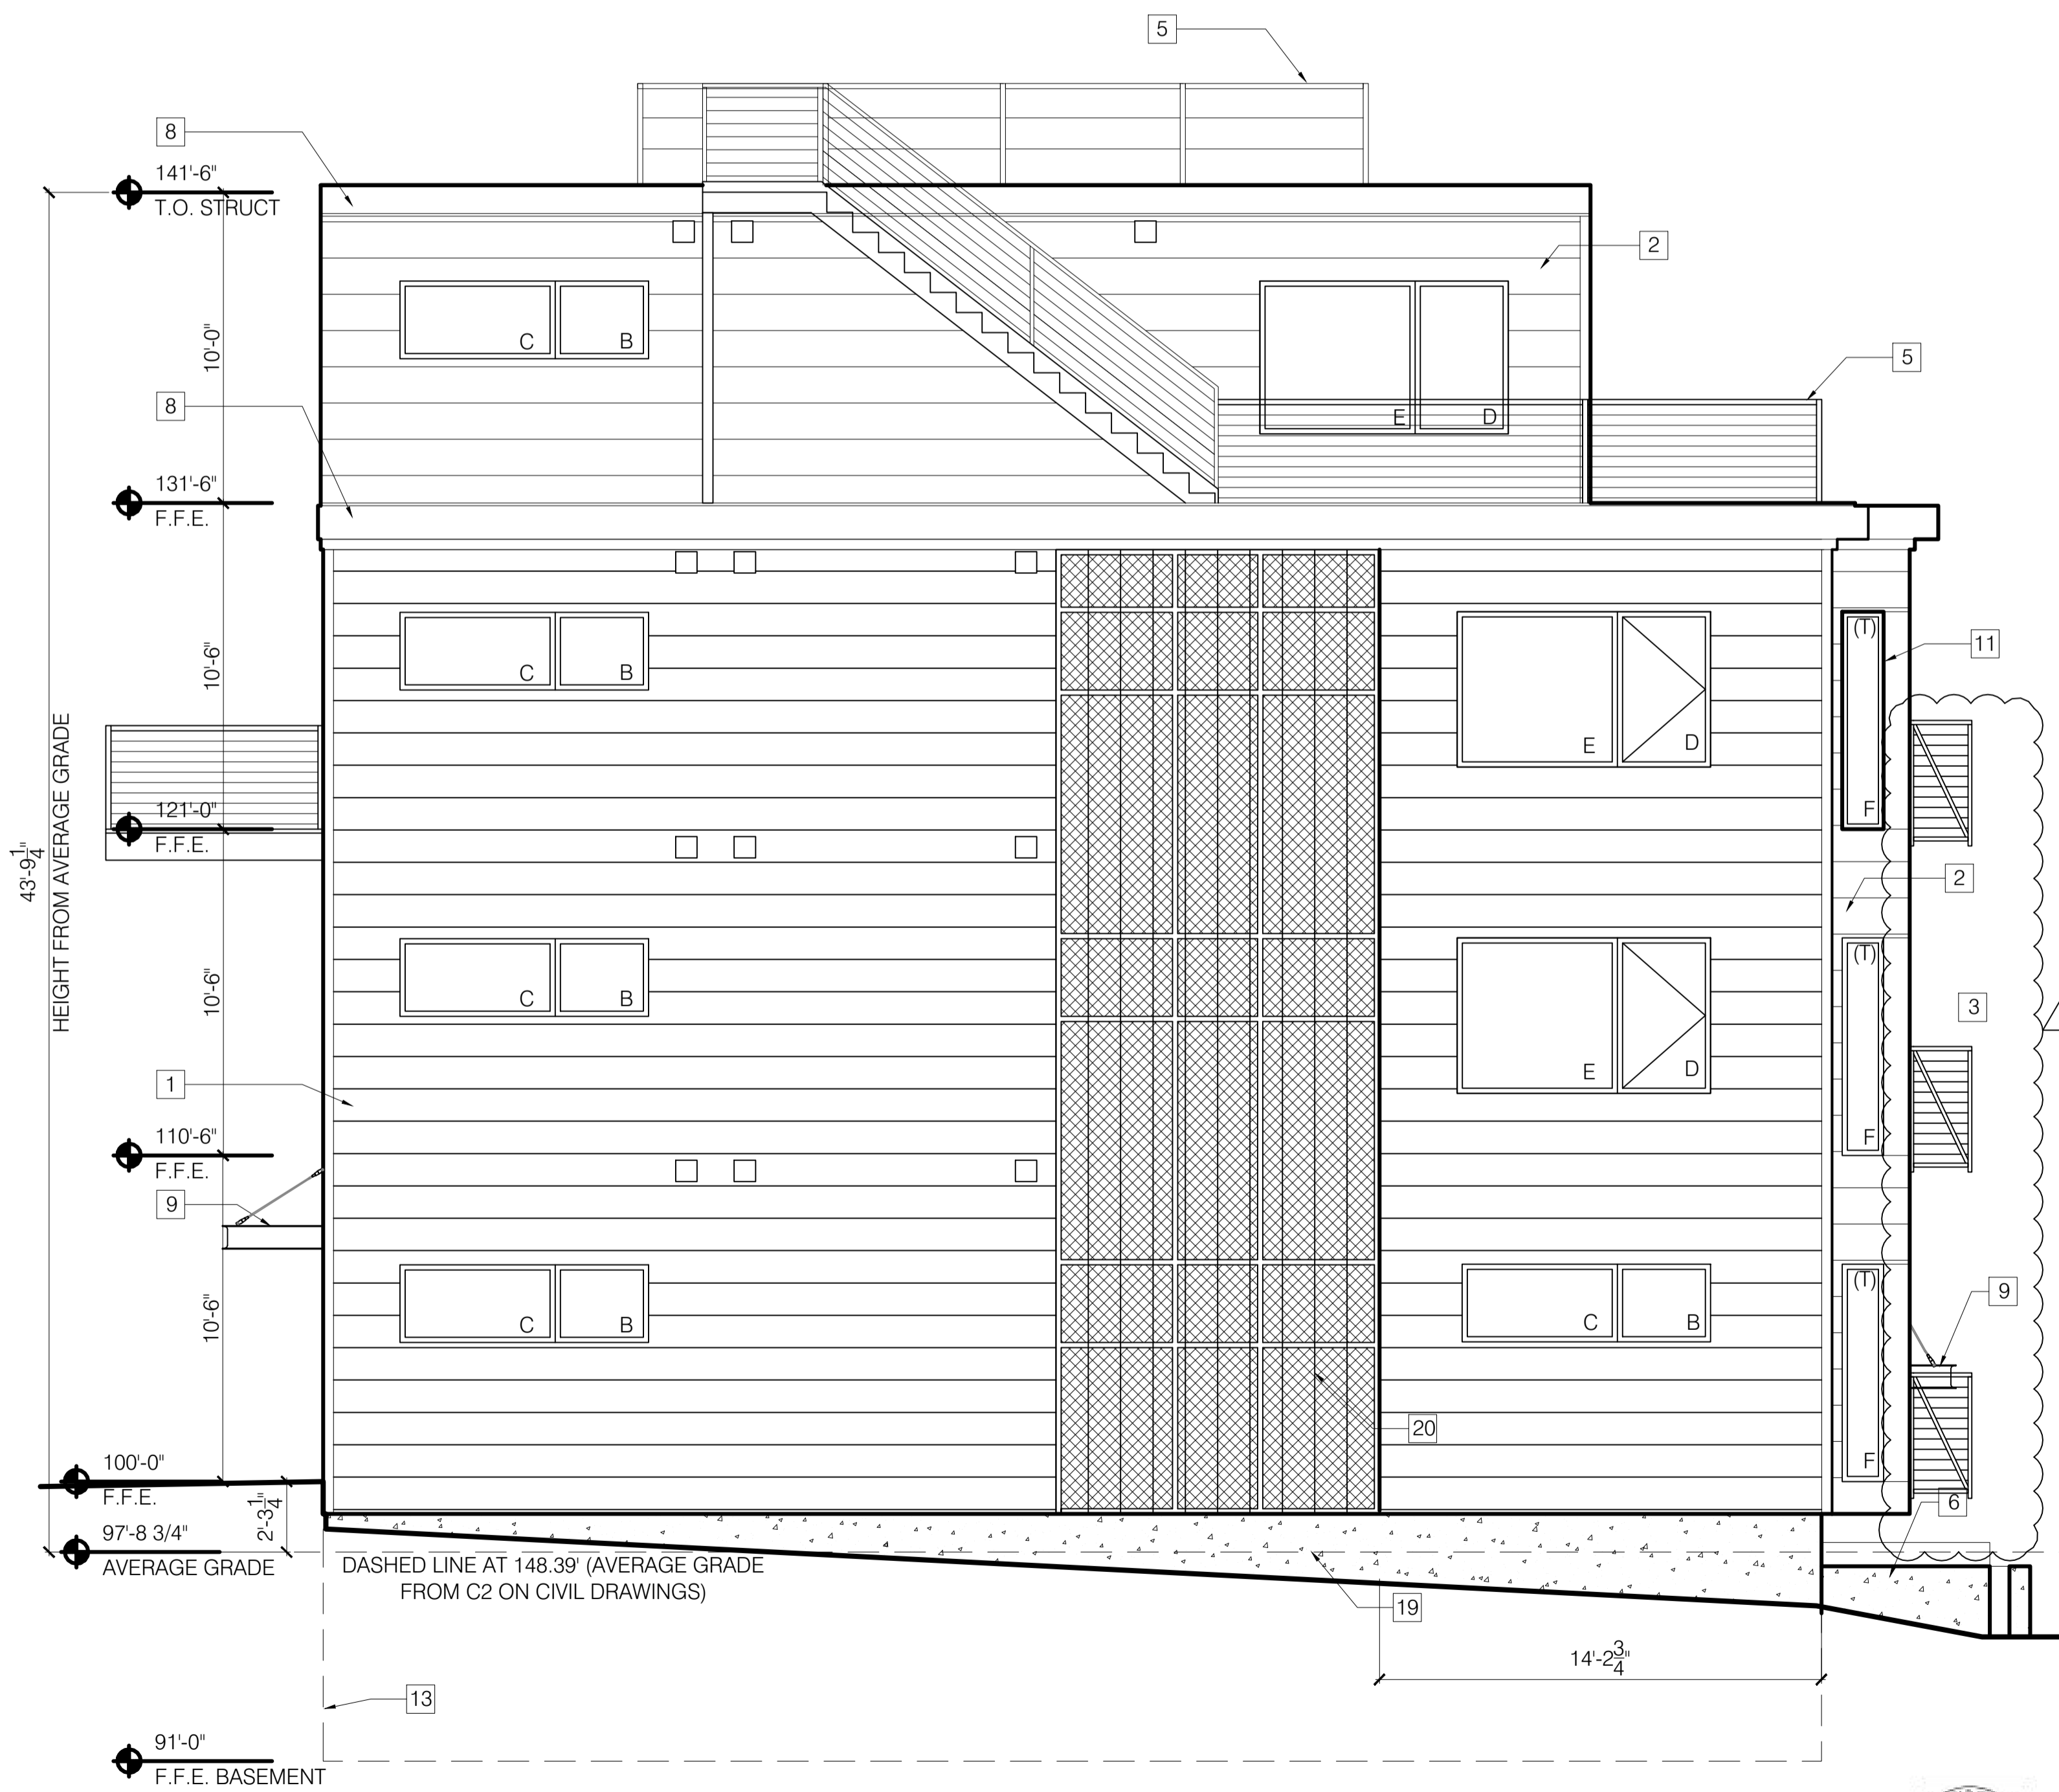 5
8
141'-6"
T.O. STRUCT
2
10'-0"
C B
5
E D
8
131'-6"
F.F.E.
10'-6"
C B
E D
(T)
11
F
121'-0"
F.F.E.
2
43'-9 1/4"
HEIGHT FROM AVERAGE GRADE
10'-6"
C B
E D
(T)
3
F
1
110'-6"
F.F.E.
9
10'-6"
C B
C B
(T)
9
F
20
100'-0"
F.F.E.
2'-3 1/4"
6
97'-8 3/4"
AVERAGE GRADE
DASHED LINE AT 148.39' (AVERAGE GRADE
FROM C2 ON CIVIL DRAWINGS)
19
14'-2 3/4"
13
91'-0"
F.F.E. BASEMENT